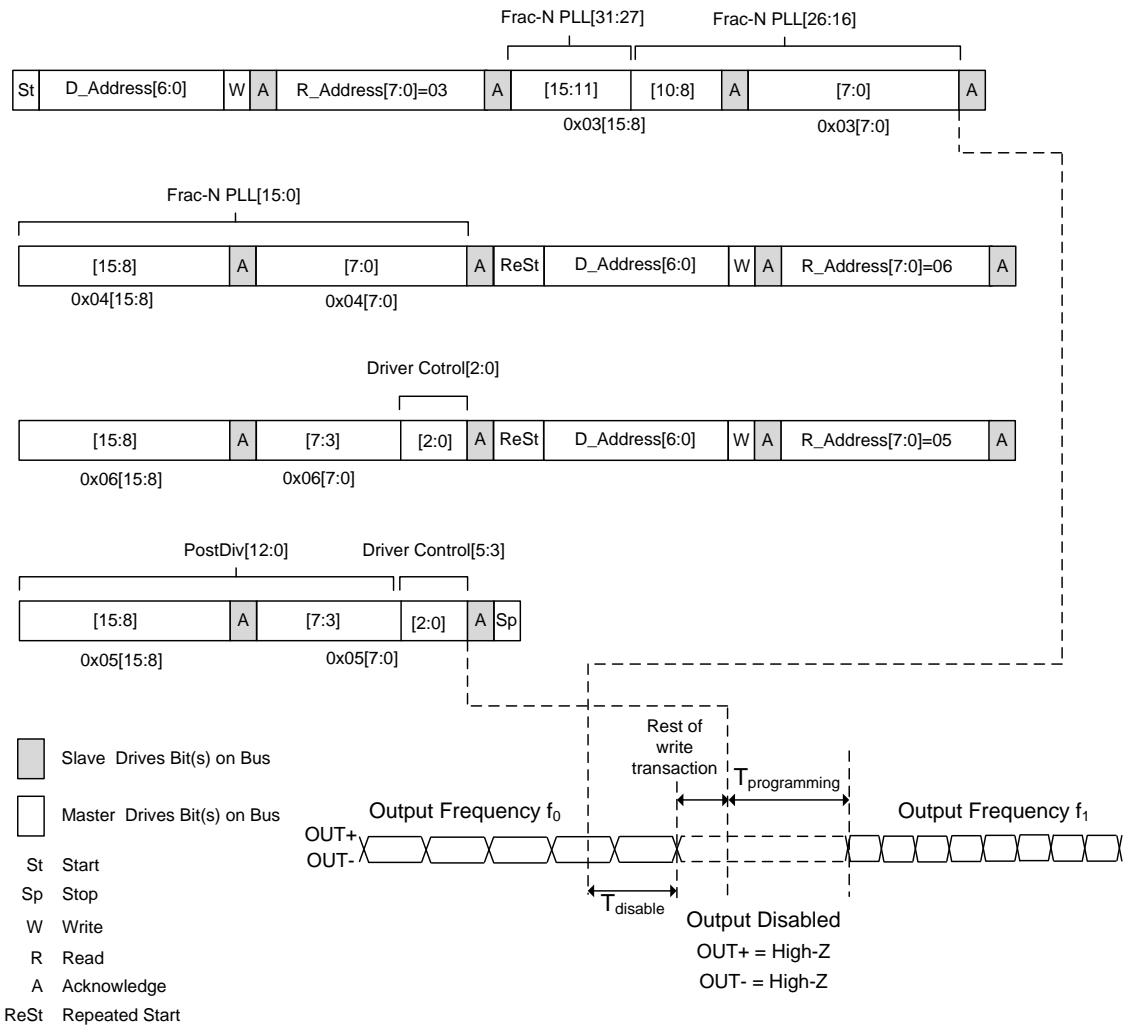 Frac-N PLL[31:27] Frac-N PLL[26:16]
St D_Address[6:0] W A R_Address[7:0]=03 A [15:11] [10:8] A [7:0] A
0x03[15:8] 0x03[7:0]
Frac-N PLL[15:0]
[15:8] A [7:0] A ReSt D_Address[6:0] W A R_Address[7:0]=06 A
0x04[15:8] 0x04[7:0]
Driver Cotrol[2:0]
[15:8] A [7:3] [2:0] A ReSt D_Address[6:0] W A R_Address[7:0]=05 A
0x06[15:8] 0x06[7:0]
PostDiv[12:0] Driver Control[5:3]
[15:8] A [7:3] [2:0] A Sp
0x05[15:8] 0x05[7:0]
Slave Drives Bit(s) on Bus
Master Drives Bit(s) on Bus
St Start
Sp Stop
W Write
R Read
A Acknowledge
ReSt Repeated Start
Rest of
write
transaction
Tprogramming
Output Frequency f0
Output Frequency f1
OUT+
OUT-
Tdisable
Output Disabled
OUT+ = High-Z
OUT- = High-Z